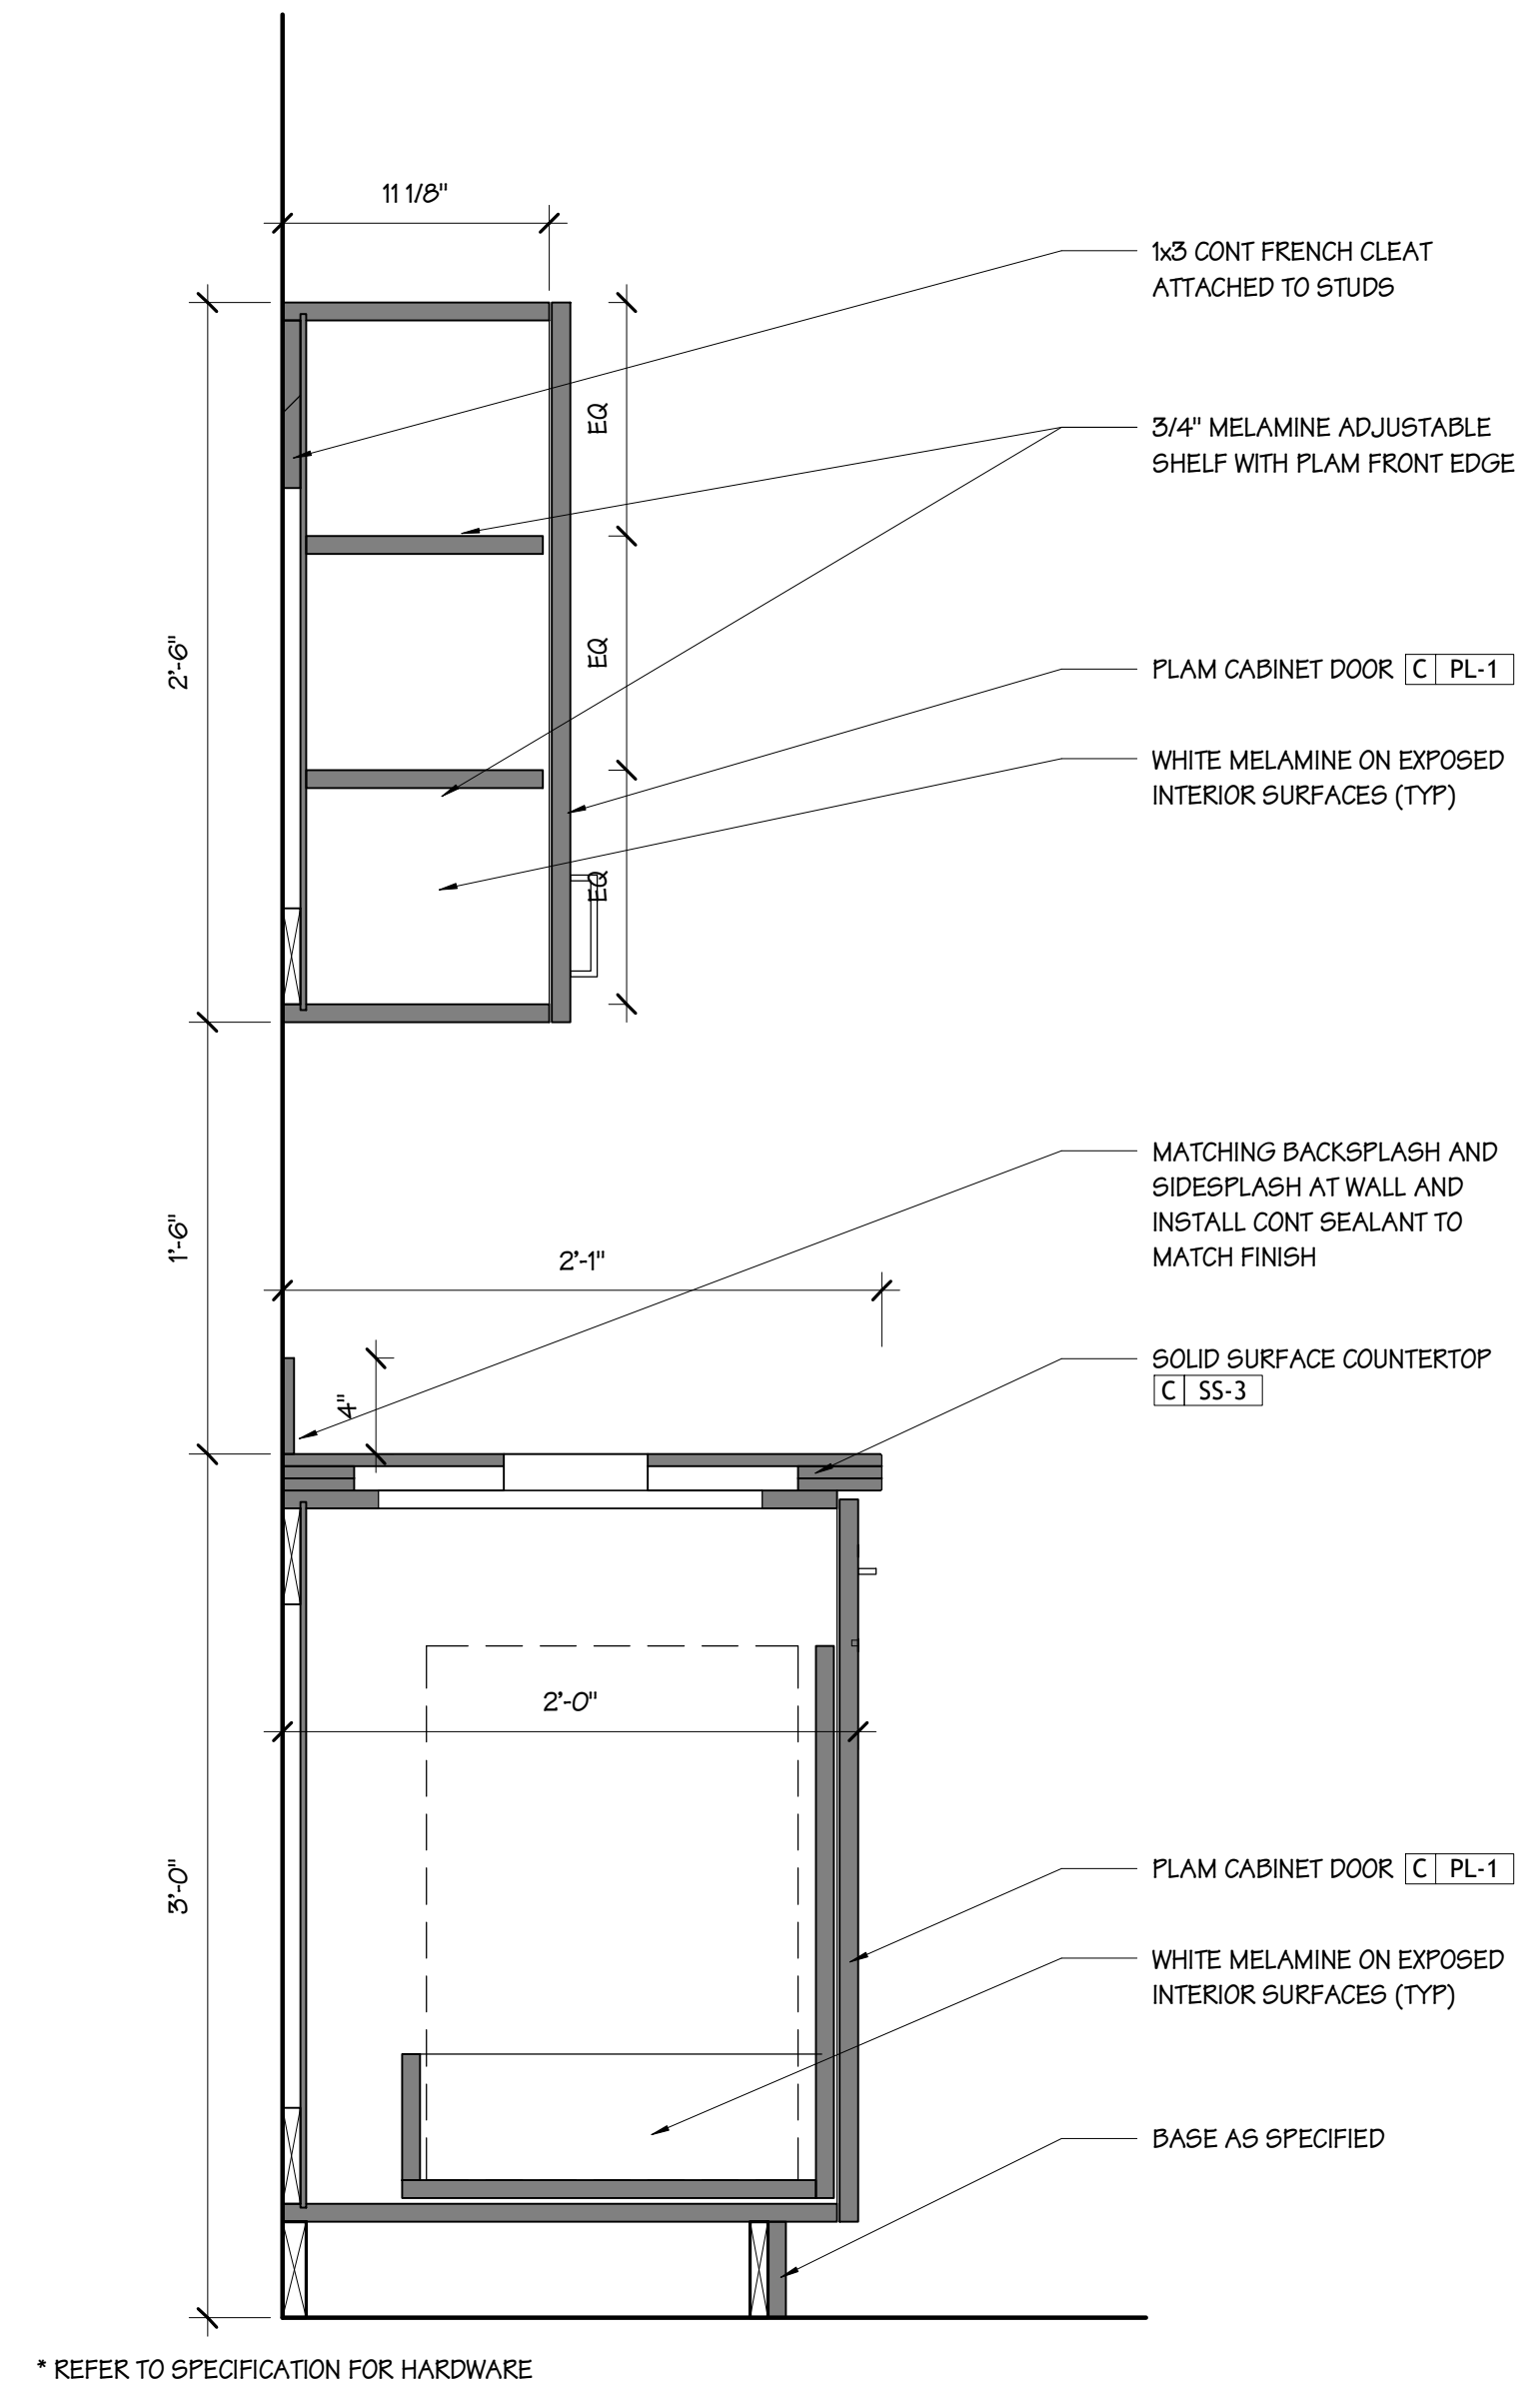 11 1/8"
1x3 CONT FRENCH CLEAT
ATTACHED TO STUDS
EQ
3/4" MELAMINE ADJUSTABLE
SHELF WITH PLAM FRONT EDGE
2'-6"
EQ
PLAM CABINET DOOR C PL-1
WHITE MELAMINE ON EXPOSED
INTERIOR SURFACES (TYP)
EQ
MATCHING BACKSPLASH AND
SIDESPLASH AT WALL AND
INSTALL CONT SEALANT TO
MATCH FINISH
1'-6"
2'-1"
4"
SOLID SURFACE COUNTERTOP
C SS-3
2'-0"
3'-0"
PLAM CABINET DOOR C PL-1
WHITE MELAMINE ON EXPOSED
INTERIOR SURFACES (TYP)
BASE AS SPECIFIED
* REFER TO SPECIFICATION FOR HARDWARE